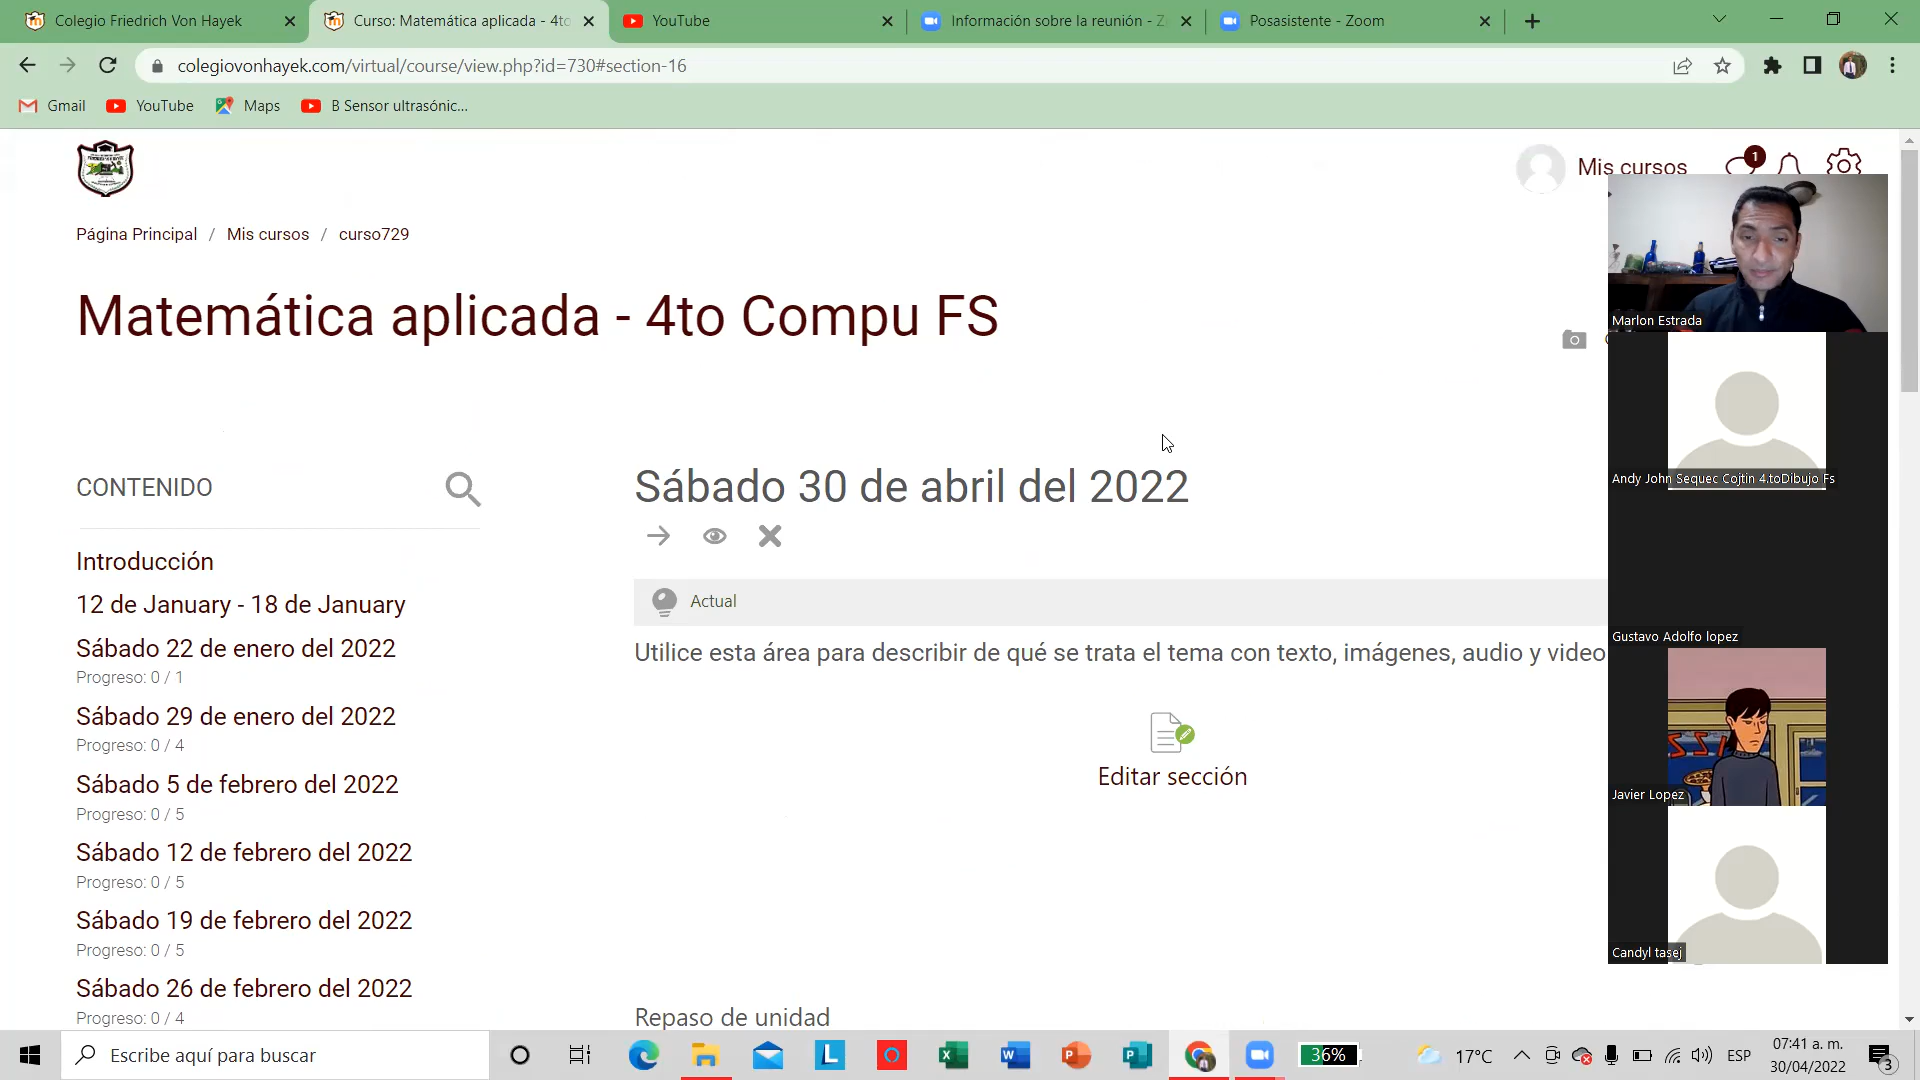 Colegio Friedrich Von Hayek
Curso: Matemática aplicada - 4to
YouTube
Información sobre la reunión - Z
Posasistente - Zoom
colegiovonhayek.com/virtual/course/view.php?id=730#section-16
Gmail
YouTube
Maps
B Sensor ultrasónic...
Mis cursos
1
Página Principal / Mis cursos / curso729
Matemática aplicada - 4to Compu FS
Marlon Estrada
CONTENIDO
Sábado 30 de abril del 2022
Andy John Sequec Cojtin 4.toDibujo Fs
Introducción
Actual
12 de January - 18 de January
Utilice esta área para describir de qué se trata el tema con texto, imágenes, audio y video
Gustavo Adolfo lopez
Sábado 22 de enero del 2022
Progreso: 0 / 1
Sábado 29 de enero del 2022
Progreso: 0 / 4
Editar sección
Sábado 5 de febrero del 2022
Progreso: 0 / 5
Javier Lopez
Sábado 12 de febrero del 2022
Progreso: 0 / 5
Sábado 19 de febrero del 2022
Progreso: 0 / 5
Candyl tasej
Sábado 26 de febrero del 2022
Progreso: 0 / 4
Repaso de unidad
Escribe aquí para buscar
36%
17°C
ESP
07:41 a. m.
30/04/2022
3